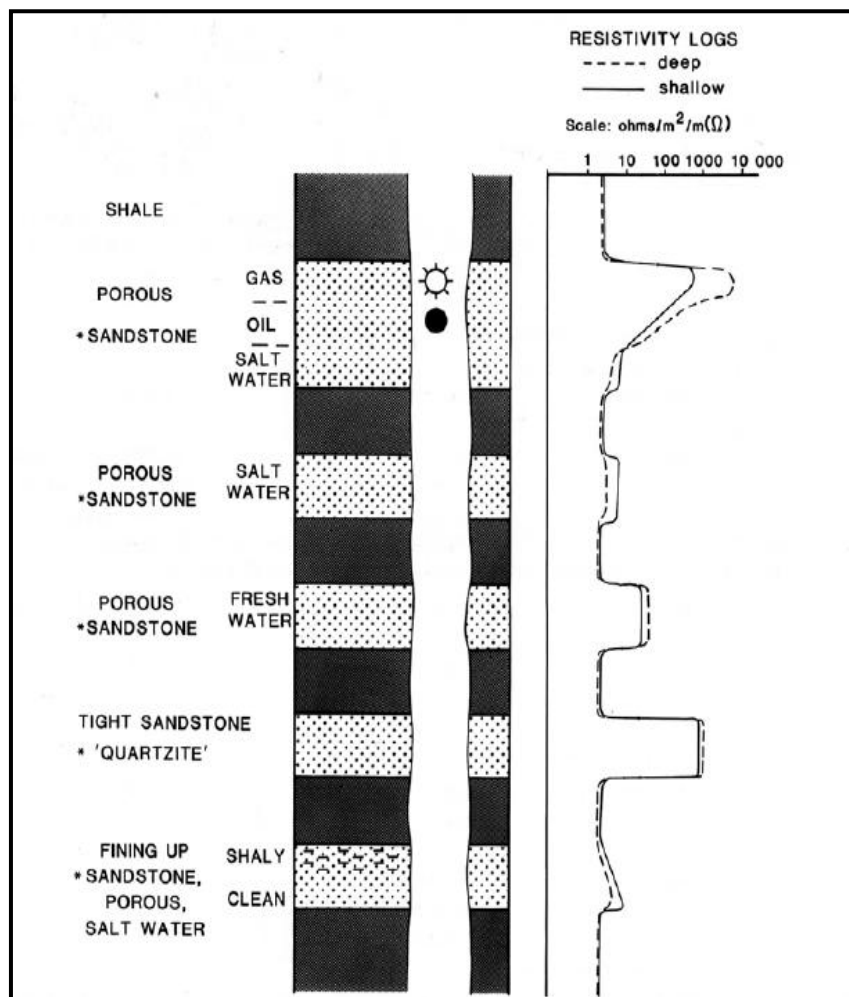 RESISTIVITY LOGS
deep
shallow
Scale: ohms/m²/m(Ω)
1 10 100 1000 10 000
SHALE
GAS
POROUS
*SANDSTONE
OIL
SALT
WATER
POROUS
*SANDSTONE
SALT
WATER
POROUS
*SANDSTONE
FRESH
WATER
TIGHT SANDSTONE
* 'QUARTZITE'
FINING UP
*SANDSTONE,
POROUS,
SALT WATER
SHALY
CLEAN